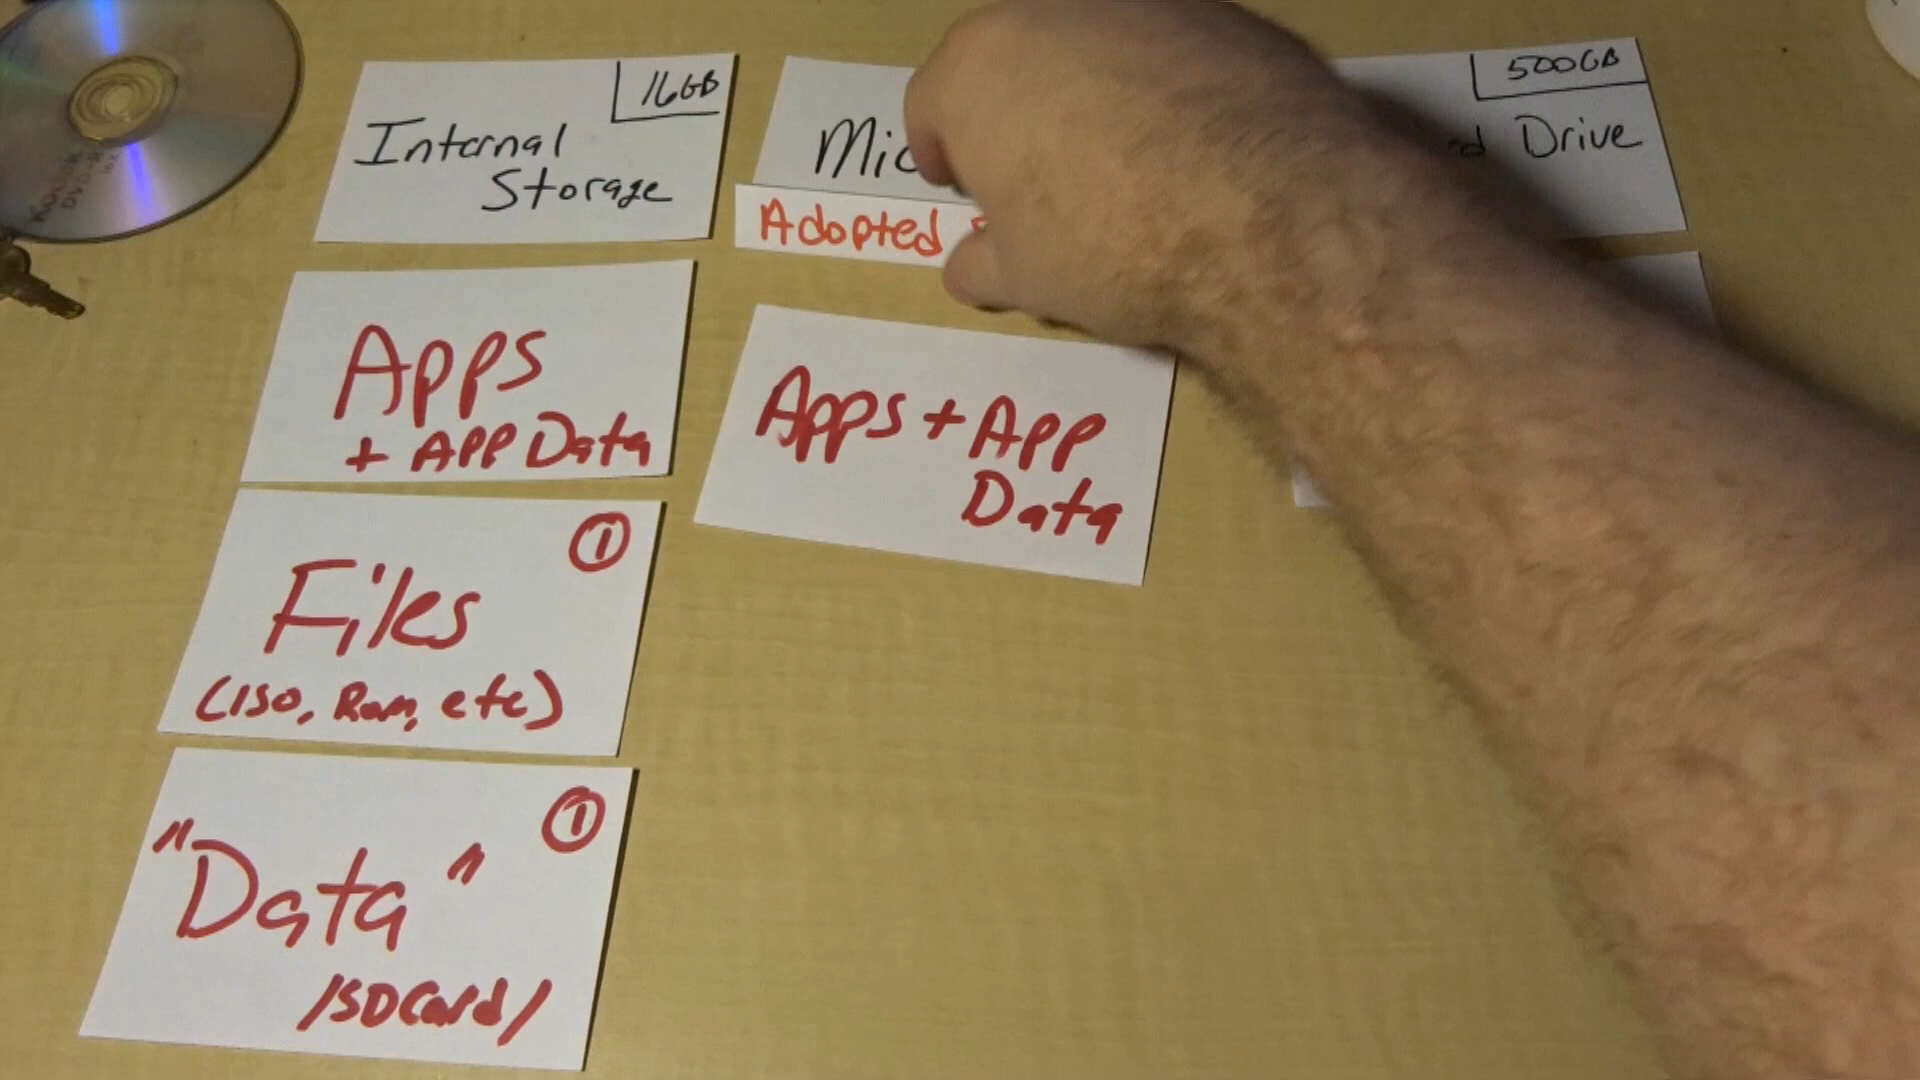 16GB
Internal
Storage
Adopted
500GB
Drive
Apps
+ APP Data
Apps + App
Data
1
Files
(ISO, Rom, etc)
1
"Data"
/SDCard/